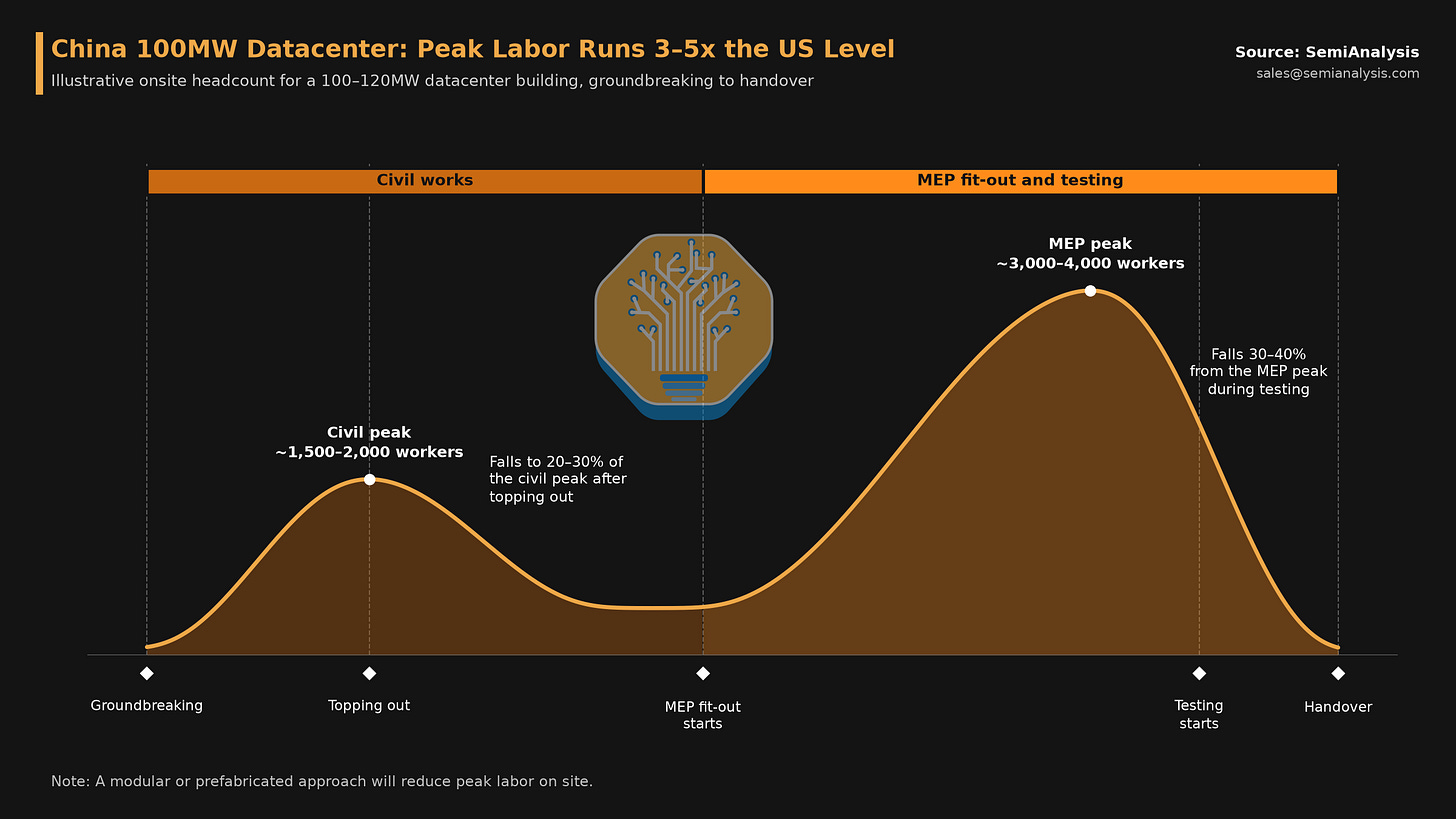 China 100MW Datacenter: Peak Labor Runs 3–5x the US Level
Illustrative onsite headcount for a 100–120MW datacenter building, groundbreaking to handover
Source: SemiAnalysis
sales@semianalysis.com
Civil works
MEP fit-out and testing
MEP peak
~3,000–4,000 workers
Falls 30–40%
from the MEP peak
during testing
Civil peak
~1,500–2,000 workers
Falls to 20–30% of
the civil peak after
topping out
Groundbreaking
Topping out
MEP fit-out
starts
Testing
starts
Handover
Note: A modular or prefabricated approach will reduce peak labor on site.